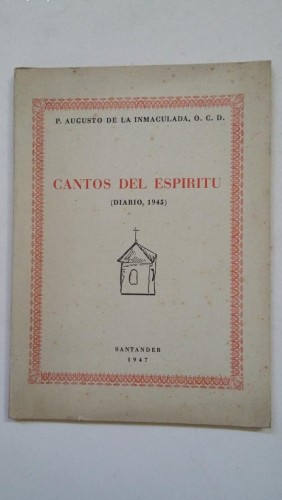 P. AUGUSTO DE LA INMACULADA, O. C. D.
CANTOS DEL ESPIRITU
(DIARIO, 1945)
SANTANDER
1947